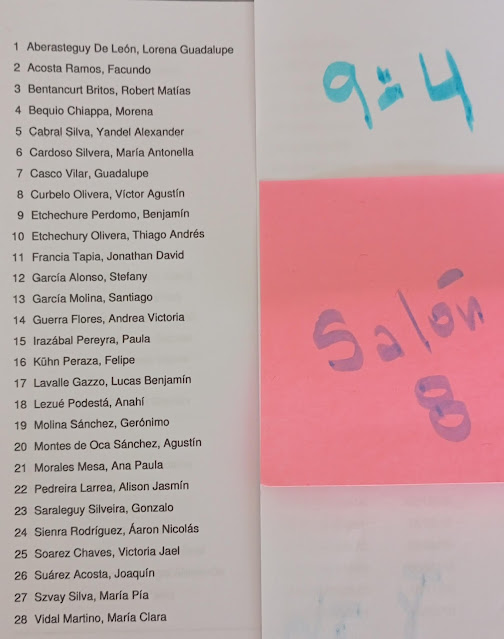 1 Aberasteguy De León, Lorena Guadalupe
2 Acosta Ramos, Facundo
3 Bentancurt Britos, Robert Matías
4 Bequio Chiappa, Morena
5 Cabral Silva, Yandel Alexander
6 Cardoso Silvera, María Antonella
7 Casco Vilar, Guadalupe
8 Curbelo Olivera, Víctor Agustín
9 Etchechure Perdomo, Benjamín
10 Etchechury Olivera, Thiago Andrés
11 Francia Tapia, Jonathan David
12 García Alonso, Stefany
13 García Molina, Santiago
14 Guerra Flores, Andrea Victoria
15 Irazábal Pereyra, Paula
16 Kühn Peraza, Felipe
17 Lavalle Gazzo, Lucas Benjamín
18 Lezué Podestá, Anahí
19 Molina Sánchez, Gerónimo
20 Montes de Oca Sánchez, Agustín
21 Morales Mesa, Ana Paula
22 Pedreira Larrea, Alison Jasmín
23 Saraleguy Silveira, Gonzalo
24 Sienra Rodríguez, Áaron Nicolás
25 Soarez Chaves, Victoria Jael
26 Suárez Acosta, Joaquín
27 Szvay Silva, María Pía
28 Vidal Martino, María Clara
9=4
Salón
8